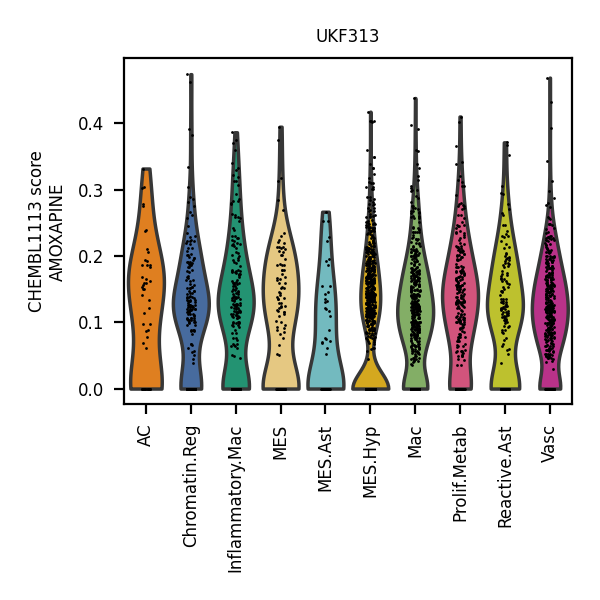 UKF313
CHEMBL1113 score
AMOXAPINE
0.4
0.3
0.2
0.1
0.0
AC
Chromatin.Reg
Inflammatory.Mac
MES
MES.Ast
MES.Hyp
Mac
Prolif.Metab
Reactive.Ast
Vasc